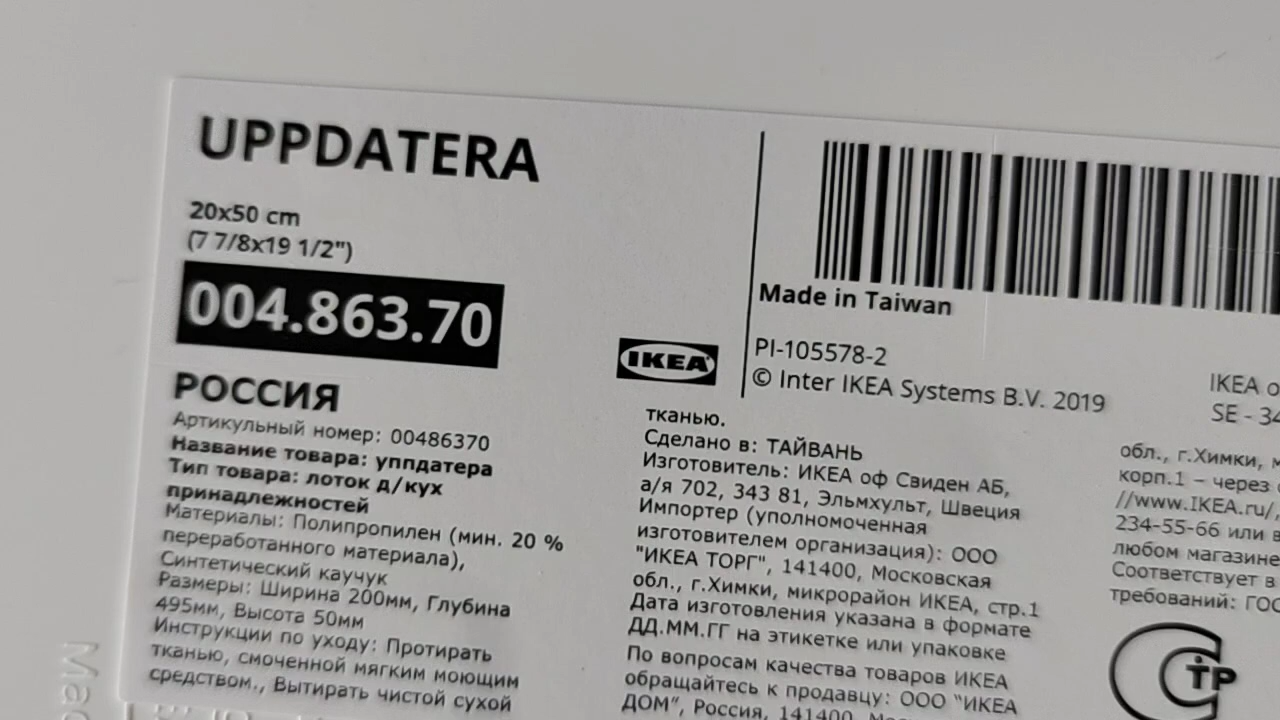 UPPDATERA
20x50 cm
(7 7/8x19 1/2")
004.863.70
IKEA
Made in Taiwan
PI-105578-2
© Inter IKEA Systems B.V. 2019
IKEA o
SE - 34
РОССИЯ
Артикульный номер: 00486370
Название товара: уппдатера
Тип товара: лоток д/кух
принадлежностей
Материалы: Полипропилен (мин. 20 %
переработанного материала),
Синтетический каучук
Размеры: Ширина 200мм, Глубина
495мм, Высота 50мм
Инструкции по уходу: Протирать
тканью, смоченной мягким моющим
средством., Вытирать чистой сухой
тканью.
Сделано в: ТАЙВАНЬ
Изготовитель: ИКЕА оф Свиден АБ,
а/я 702, 343 81, Эльмхульт, Швеция
Импортер (уполномоченная
изготовителем организация): ООО
"ИКЕА ТОРГ", 141400, Московская
обл., г.Химки, микрорайон ИКЕА, стр.1
Дата изготовления указана в формате
ДД.ММ.ГГ на этикетке или упаковке
По вопросам качества товаров ИКЕА
обращайтесь к продавцу: ООО "ИКЕА
ДОМ", Россия, 141400, Мос
обл., г.Химки, м
корп.1 – через
//www.IKEA.ru/,
234-55-66 или в
любом магазине
Соответствует в
требований: ГОС
ТР
Mad